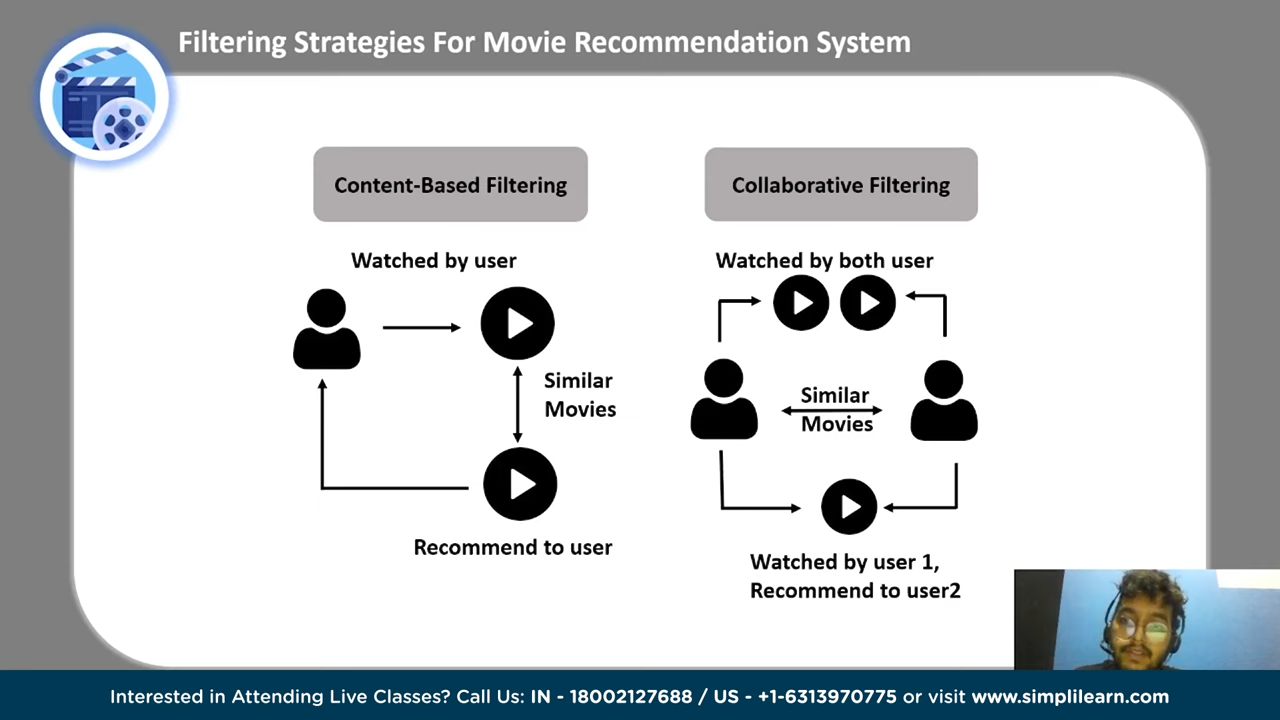 Filtering Strategies For Movie Recommendation System
Content-Based Filtering
Watched by user
Similar
Movies
Recommend to user
Collaborative Filtering
Watched by both user
Similar
Movies
Watched by user 1,
Recommend to user2
Interested in Attending Live Classes? Call Us: IN - 18002127688 / US - +1-6313970775 or visit www.simplilearn.com